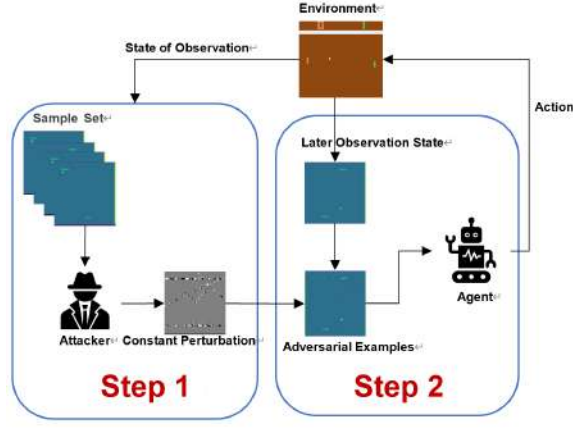 Environment
State of Observation
Action
Sample Set
Later Observation State
Attacker
Constant Perturbation
Adversarial Examples
Agent
Step 1
Step 2